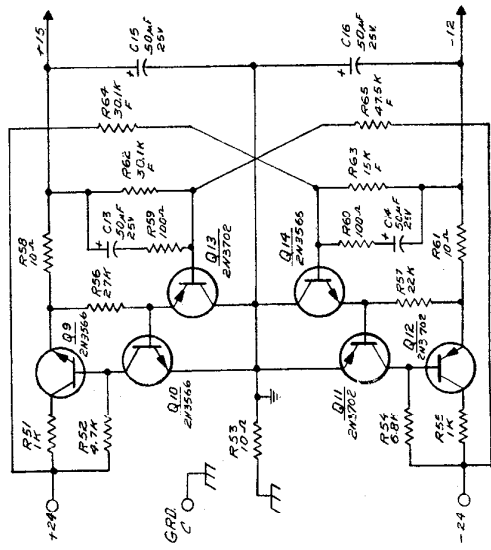 +24
R51
1K
R52
4.7K
Q9
2N3566
R58
10Ω
+15
GRD.
C
Q10
2N3566
R56
27K
C13
50µF
25V
R59
100Ω
R62
30.1K
F
R64
30.1K
F
C15
50µF
25V
Q13
2N3702
R53
10Ω
Q14
2N3565
Q11
2N3702
R57
22K
R60
100Ω
C14
50µF
25V
R63
15K
F
R65
47.5K
F
C16
50µF
25V
R54
6.8K
R55
1K
Q12
2N3702
R61
10Ω
-24
-12